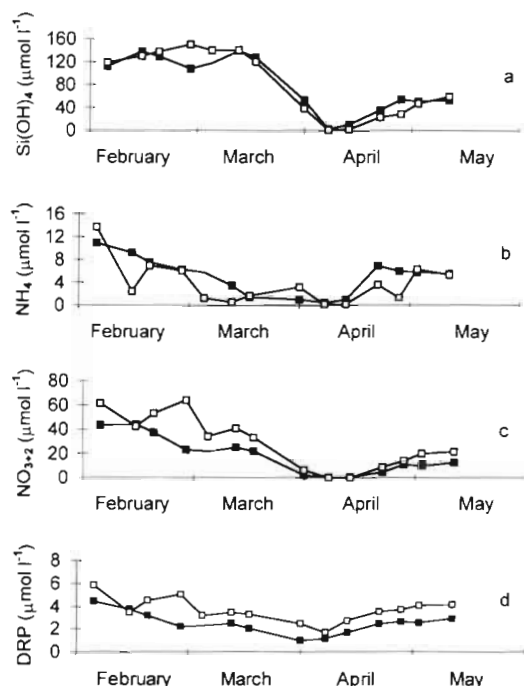 Si(OH)₄ (μmol l⁻¹)
160
120
80
40
0
a
February March April May
NH₄ (μmol l⁻¹)
16
12
8
4
0
b
February March April May
NO₃₊₂ (μmol l⁻¹)
80
60
40
20
0
c
February March April May
DRP (μmol l⁻¹)
8
6
4
2
0
d
February March April May